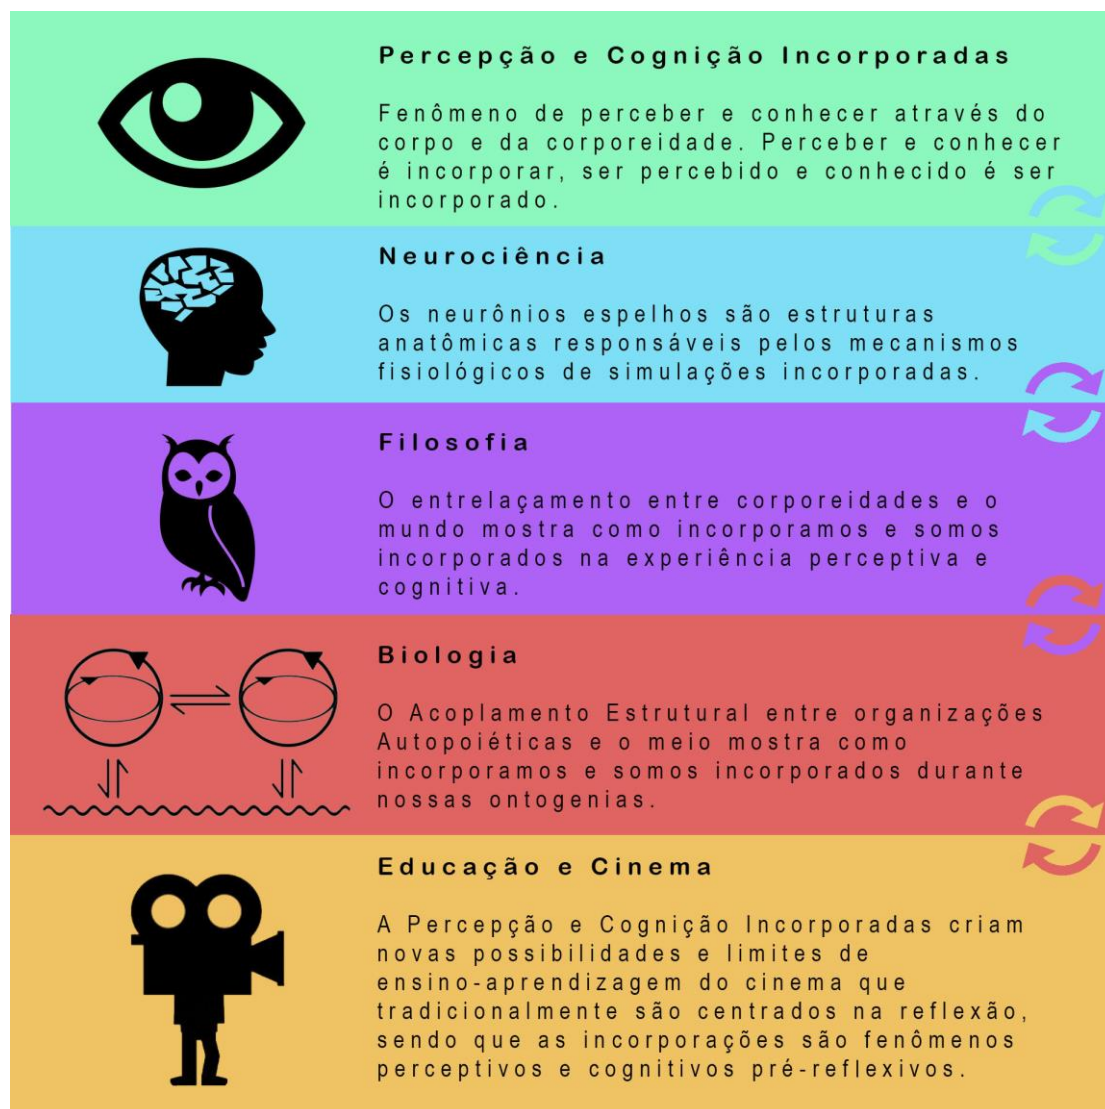 Percepção e Cognição Incorporadas
Fenômeno de perceber e conhecer através do
corpo e da corporeidade. Perceber e conhecer
é incorporar, ser percebido e conhecido é ser
incorporado.
Neurociência
Os neurônios espelhos são estruturas
anatômicas responsáveis pelos mecanismos
fisiológicos de simulações incorporadas.
Filosofia
O entrelaçamento entre corporeidades e o
mundo mostra como incorporamos e somos
incorporados na experiência perceptiva e
cognitiva.
Biologia
O Acoplamento Estrutural entre organizações
Autopoiéticas e o meio mostra como
incorporamos e somos incorporados durante
nossas ontogenias.
Educação e Cinema
A Percepção e Cognição Incorporadas criam
novas possibilidades e limites de
ensino-aprendizagem do cinema que
tradicionalmente são centrados na reflexão,
sendo que as incorporações são fenômenos
perceptivos e cognitivos pré-reflexivos.